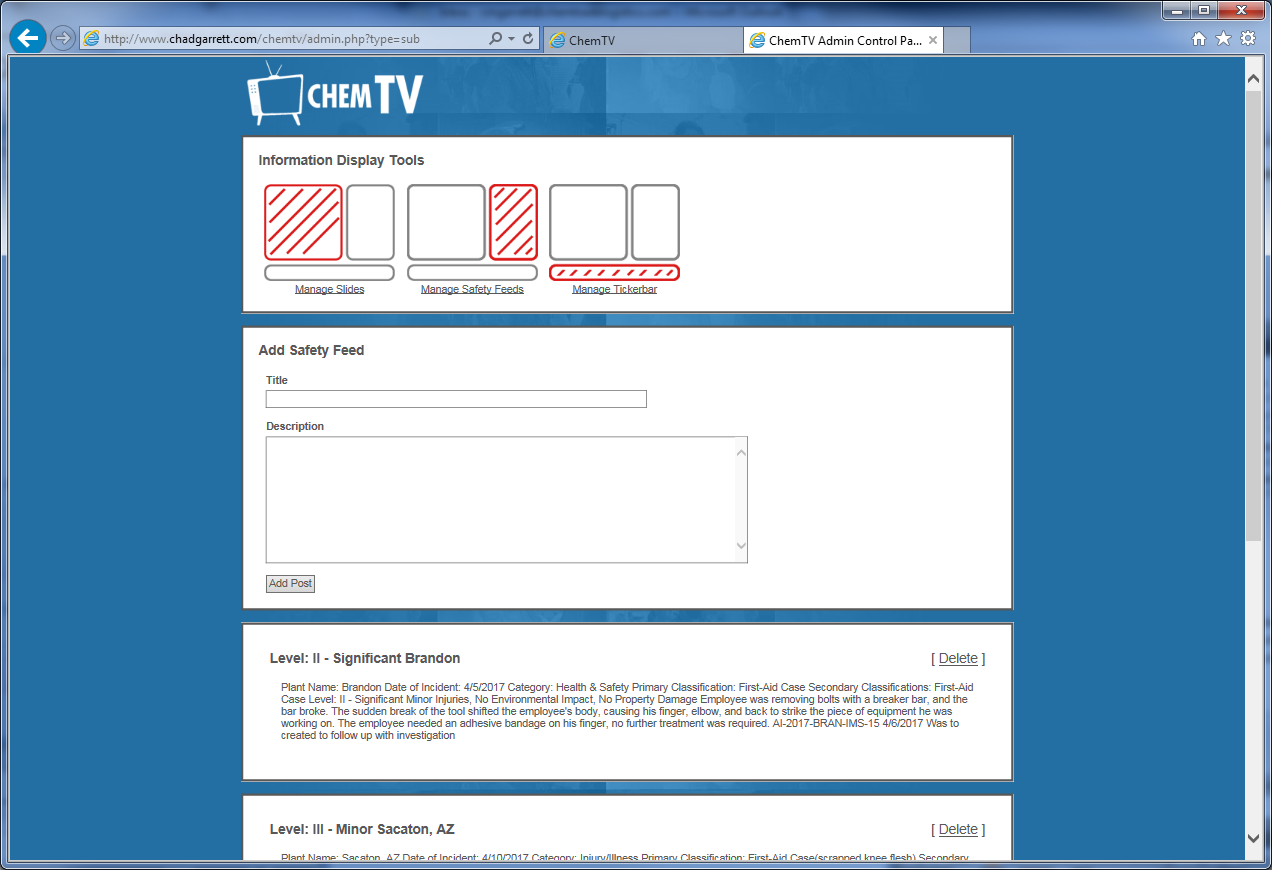 http://www.chadgarrett.com/chemtv/admin.php?type=sub
ChemTV
ChemTV Admin Control Pa...
CHEM TV
Information Display Tools
Manage Slides
Manage Safety Feeds
Manage Tickerbar
Add Safety Feed
Title
Description
Add Post
Level: II - Significant Brandon
[ Delete ]
Plant Name: Brandon Date of Incident: 4/5/2017 Category: Health & Safety Primary Classification: First-Aid Case Secondary Classifications: First-Aid
Case Level: II - Significant Minor Injuries, No Environmental Impact, No Property Damage Employee was removing bolts with a breaker bar, and the
bar broke. The sudden break of the tool shifted the employee's body, causing his finger, elbow, and back to strike the piece of equipment he was
working on. The employee needed an adhesive bandage on his finger, no further treatment was required. AI-2017-BRAN-IMS-15 4/6/2017 Was to
created to follow up with investigation
Level: III - Minor Sacaton, AZ
[ Delete ]
Plant Name: Sacaton, AZ Date of Incident: 4/10/2017 Category: Injury/Illness Primary Classification: First-Aid Case(scrapped knee flesh) Secondary